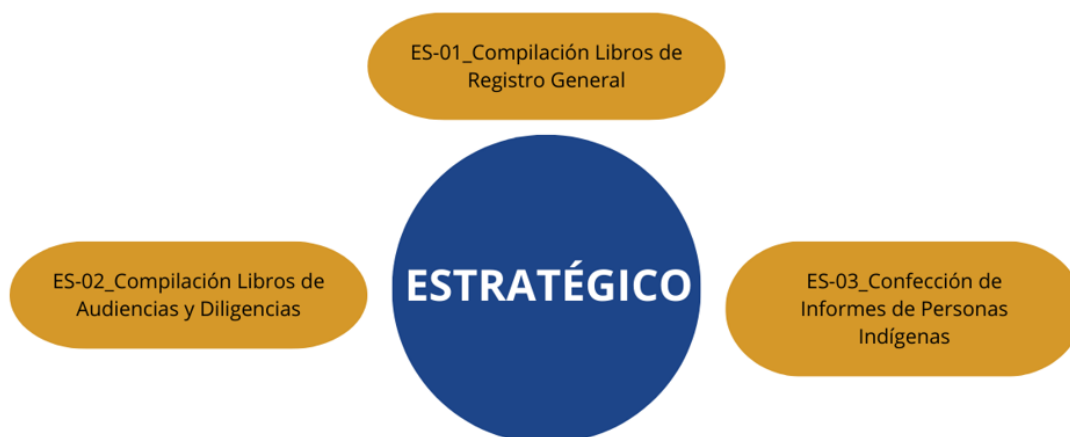 ES-01_Compilación Libros de
Registro General
ESTRATÉGICO
ES-02_Compilación Libros de
Audiencias y Diligencias
ES-03_Confección de
Informes de Personas
Indígenas